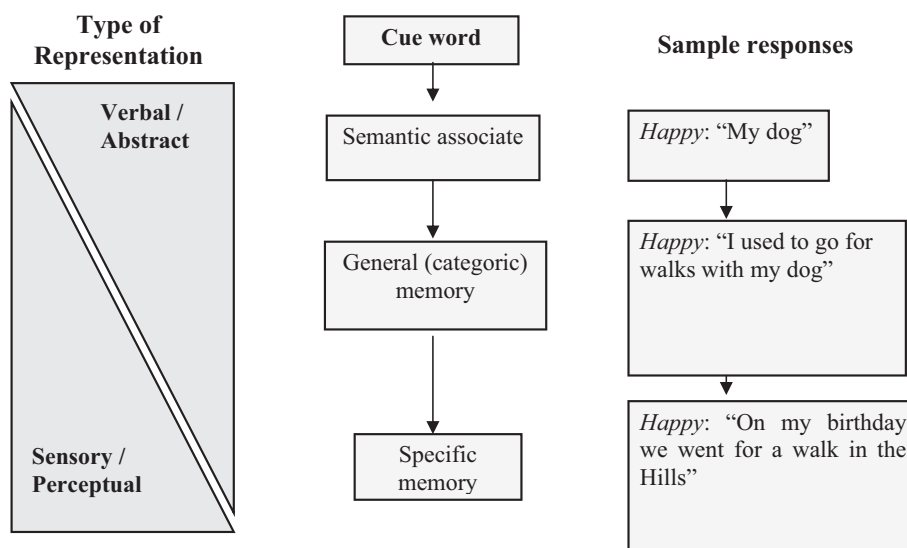 Type of
Representation
Verbal /
Abstract
Sensory /
Perceptual
Cue word
Semantic associate
General (categoric)
memory
Specific
memory
Sample responses
Happy: “My dog”
Happy: “I used to go for
walks with my dog”
Happy: “On my birthday
we went for a walk in the
Hills”